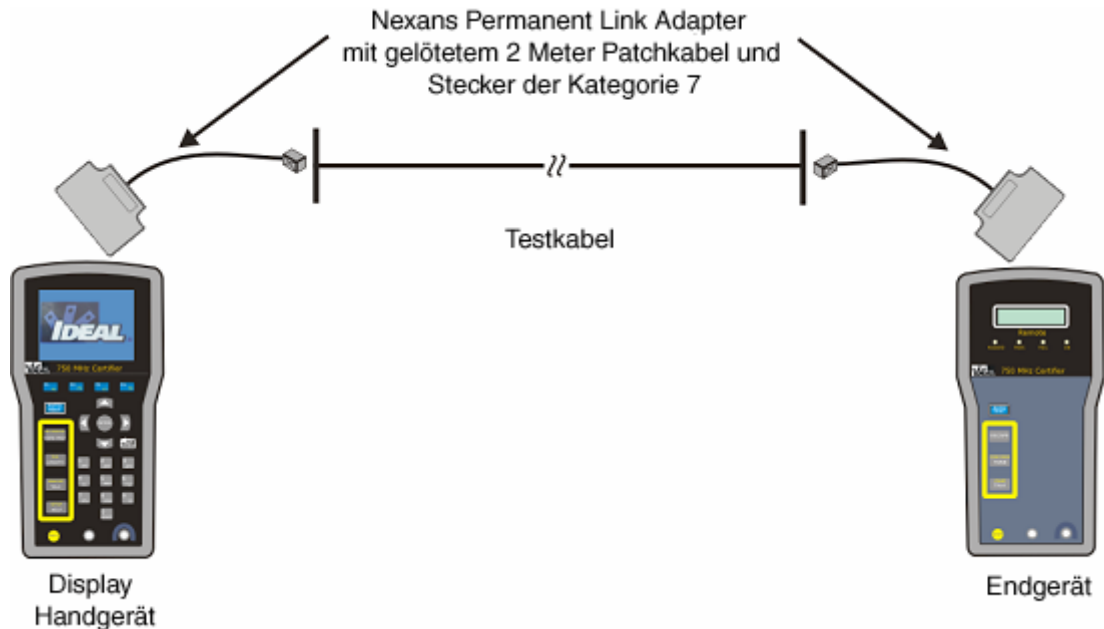 Nexans Permanent Link Adapter
mit gelötetem 2 Meter Patchkabel und
Stecker der Kategorie 7
Testkabel
IDEAL
Remote
750 MHz Certifier
750 MHz Certifier
Display
Handgerät
Endgerät